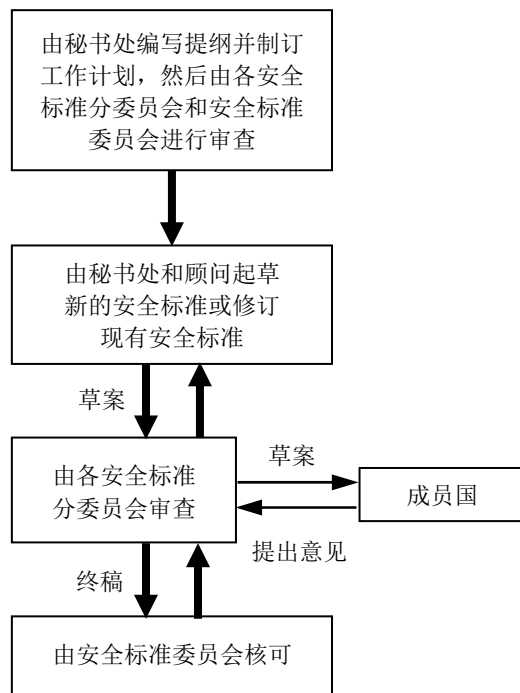 由秘书处编写提纲并制订
工作计划，然后由各安全
标准分委员会和安全标准
委员会进行审查
由秘书处和顾问起草
新的安全标准或修订
现有安全标准
草案
由各安全标准
分委员会审查
草案
成员国
提出意见
终稿
由安全标准委员会核可